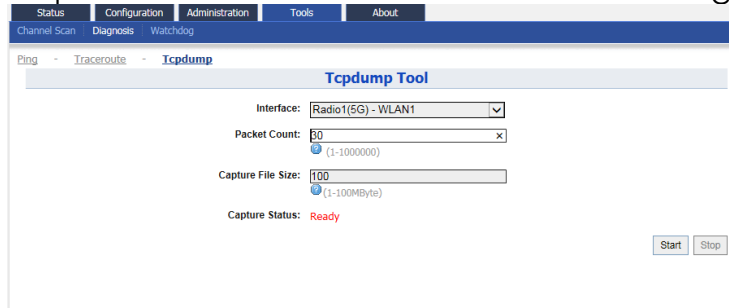 Status Configuration Administration Tools About
Channel Scan Diagnosis Watchdog
Ping - Traceroute - Tcpdump
Tcpdump Tool
Interface: Radio1(5G) - WLAN1
Packet Count: 30 ×
(1-1000000)
Capture File Size: 100
(1-100MByte)
Capture Status: Ready
Start Stop